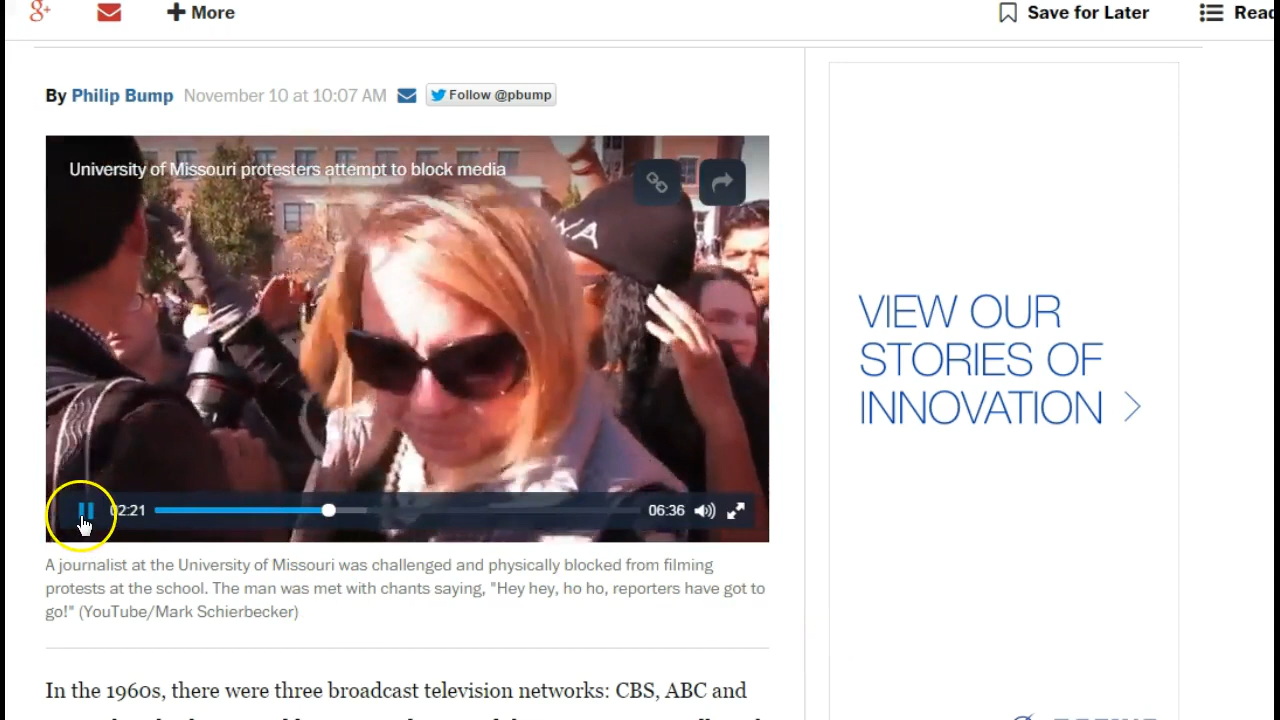 g+ More
Save for Later
By Philip Bump November 10 at 10:07 AM Follow @pbump
University of Missouri protesters attempt to block media
VIEW OUR
STORIES OF
INNOVATION >
02:21 06:36
A journalist at the University of Missouri was challenged and physically blocked from filming
protests at the school. The man was met with chants saying, "Hey hey, ho ho, reporters have got to
go!" (YouTube/Mark Schierbecker)
In the 1960s, there were three broadcast television networks: CBS, ABC and